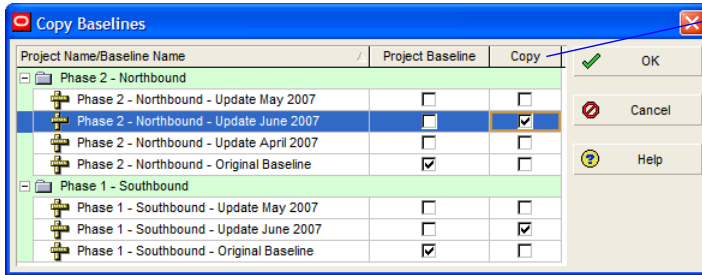 Copy Baselines
Project Name/Baseline Name Project Baseline Copy
Phase 2 - Northbound
Phase 2 - Northbound - Update May 2007
Phase 2 - Northbound - Update June 2007
Phase 2 - Northbound - Update April 2007
Phase 2 - Northbound - Original Baseline
Phase 1 - Southbound
Phase 1 - Southbound - Update May 2007
Phase 1 - Southbound - Update June 2007
Phase 1 - Southbound - Original Baseline
OK
Cancel
Help